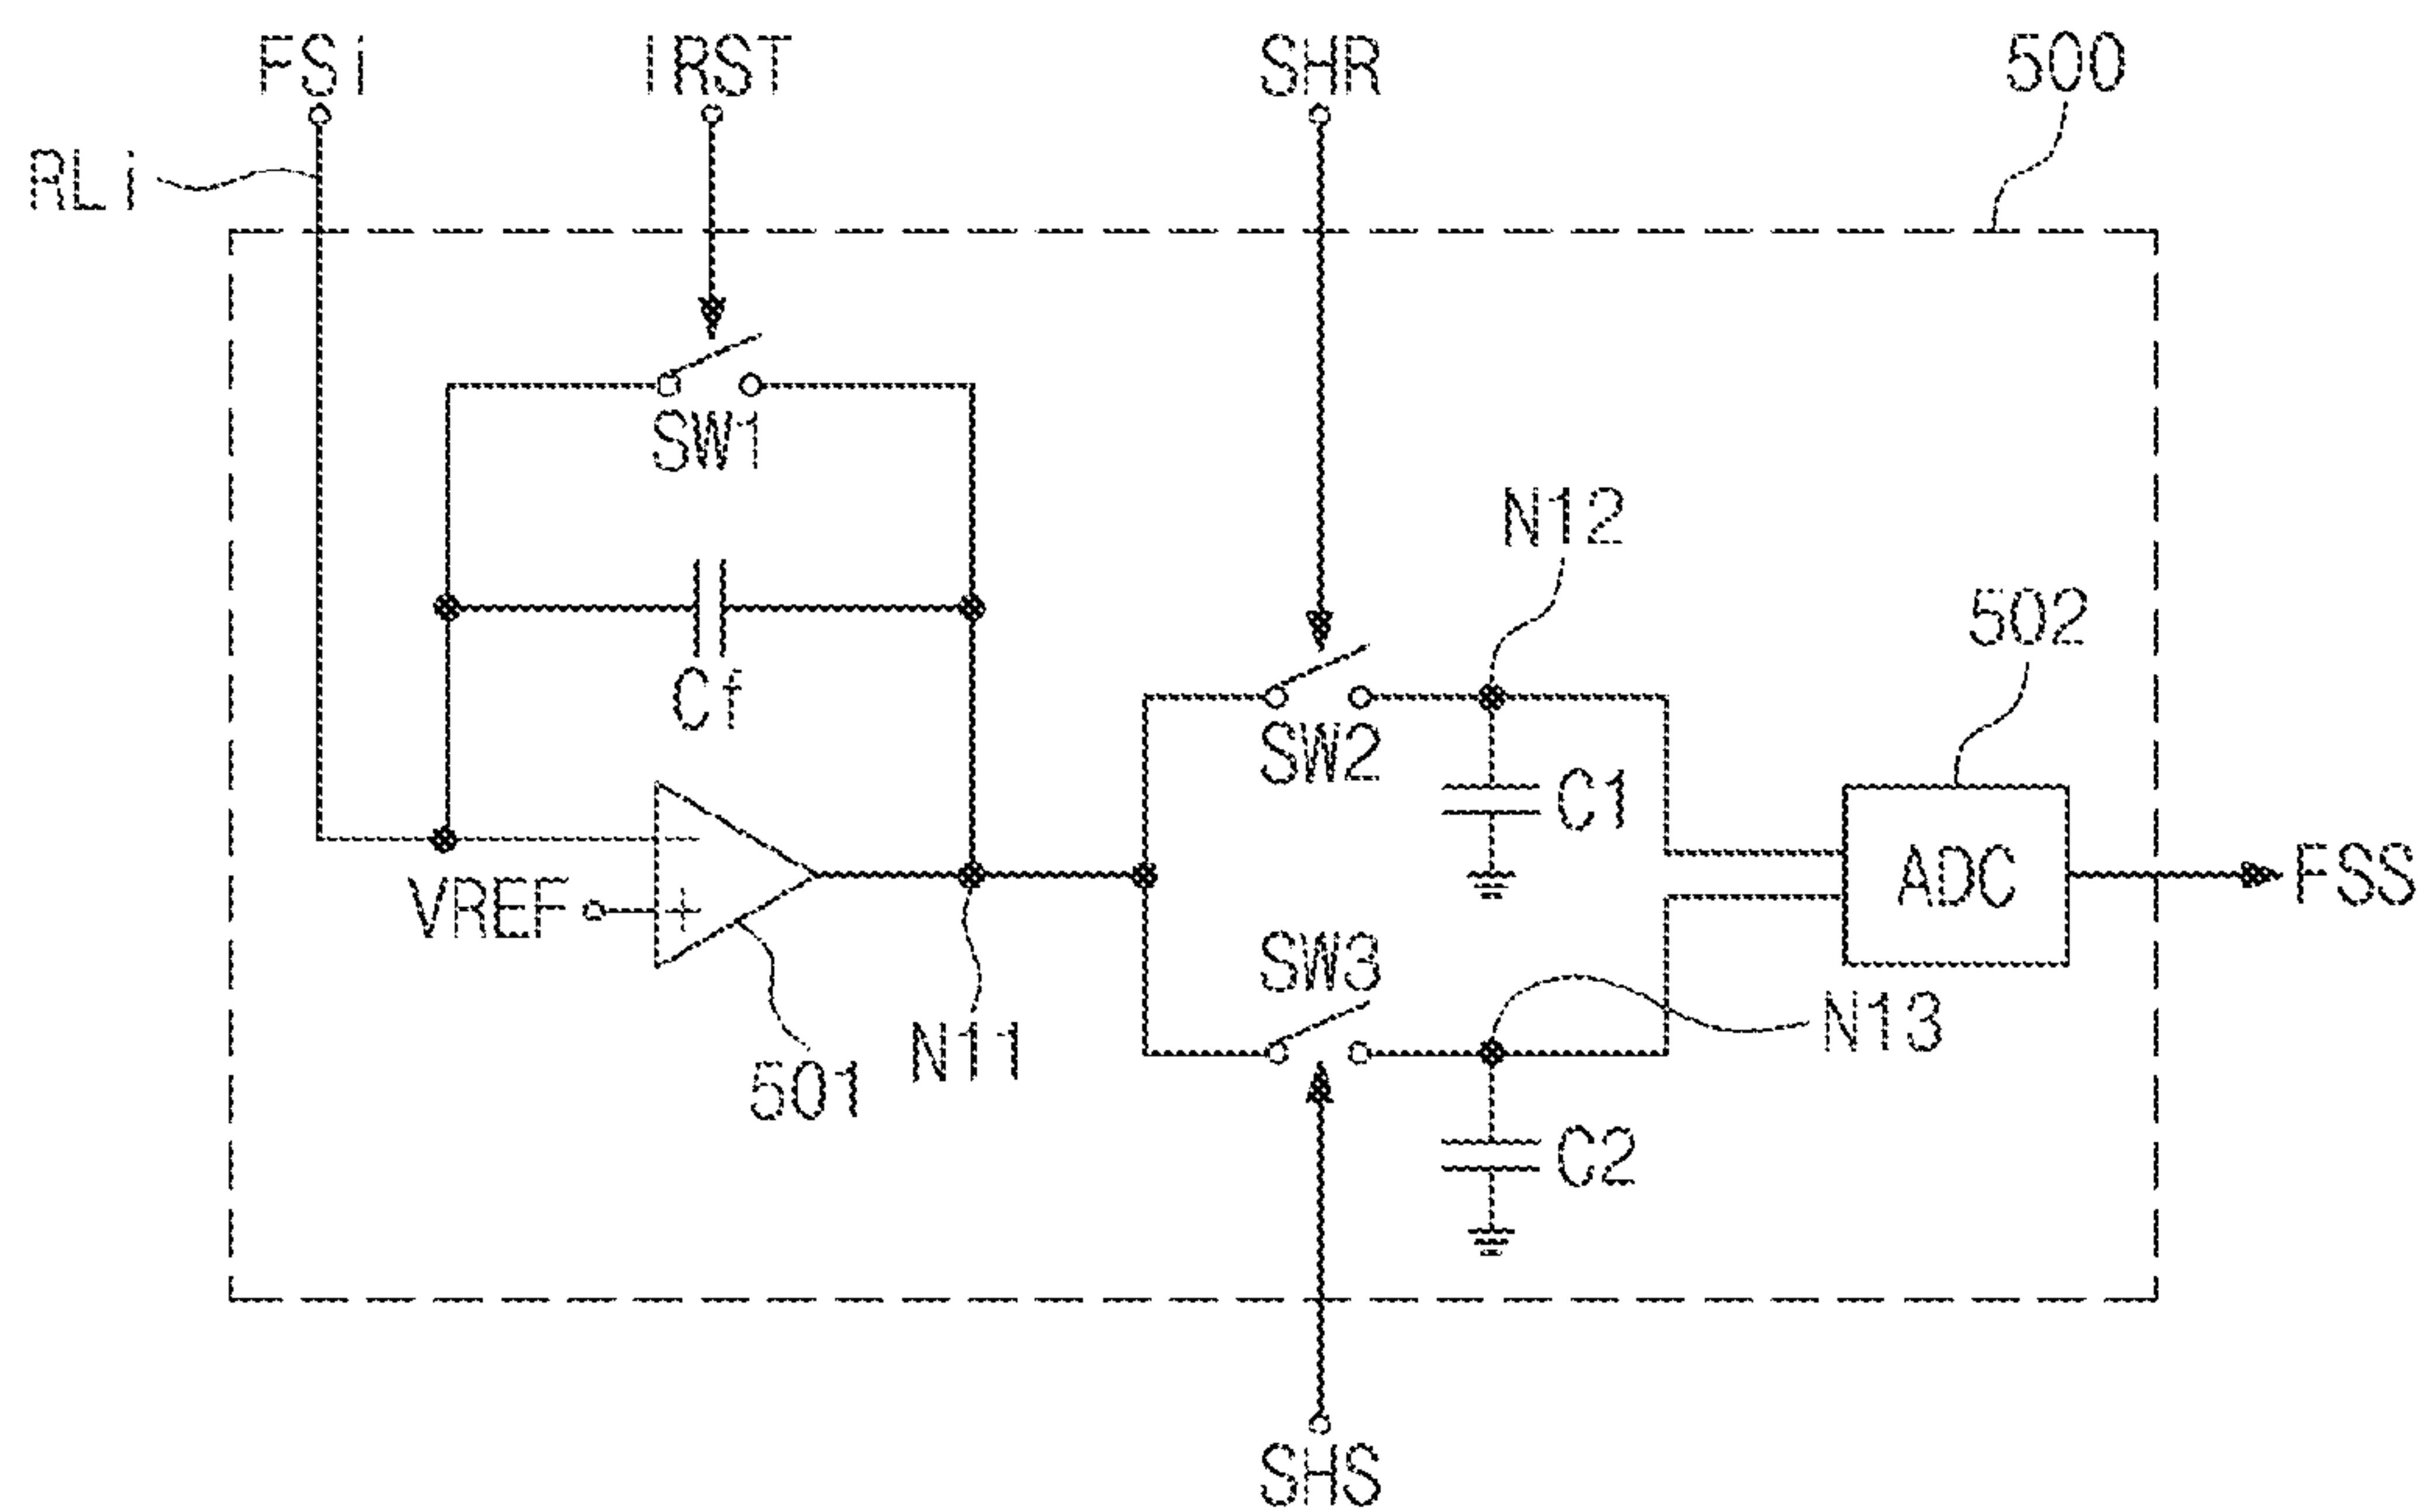 FSi
IRST
SHR
500
RLi
SW1
N12
502
Cf
SW2
C1
ADC
FSS
VREF
SW3
N13
N11
501
C2
SHS